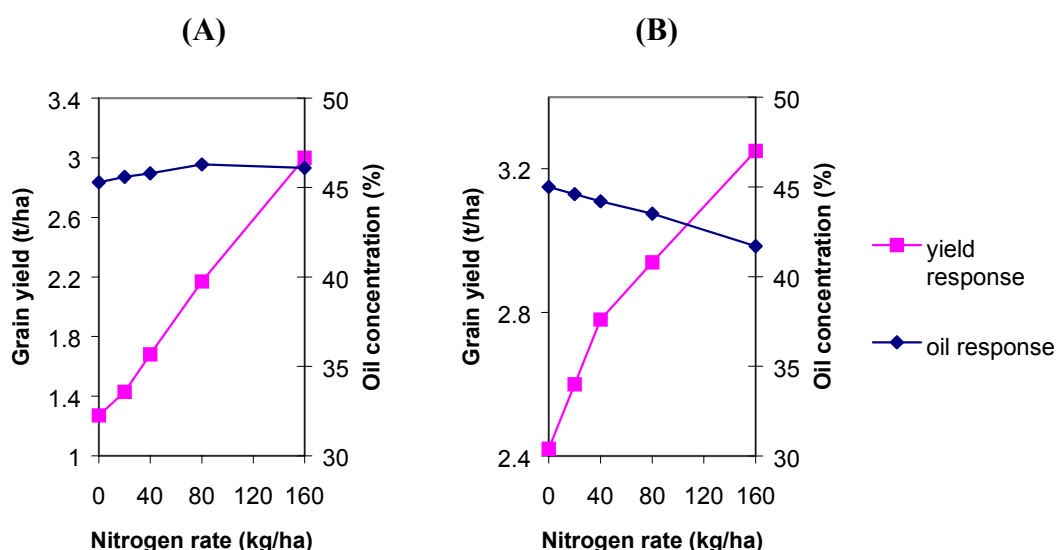 (A)
Grain yield (t/ha)
3.4
3
2.6
2.2
1.8
1.4
1
50
45
40
35
30
Oil concentration (%)
0 40 80 120 160
Nitrogen rate (kg/ha)
(B)
Grain yield (t/ha)
3.2
2.8
2.4
50
45
40
35
30
Oil concentration (%)
0 40 80 120 160
Nitrogen rate (kg/ha)
yield
response
oil response